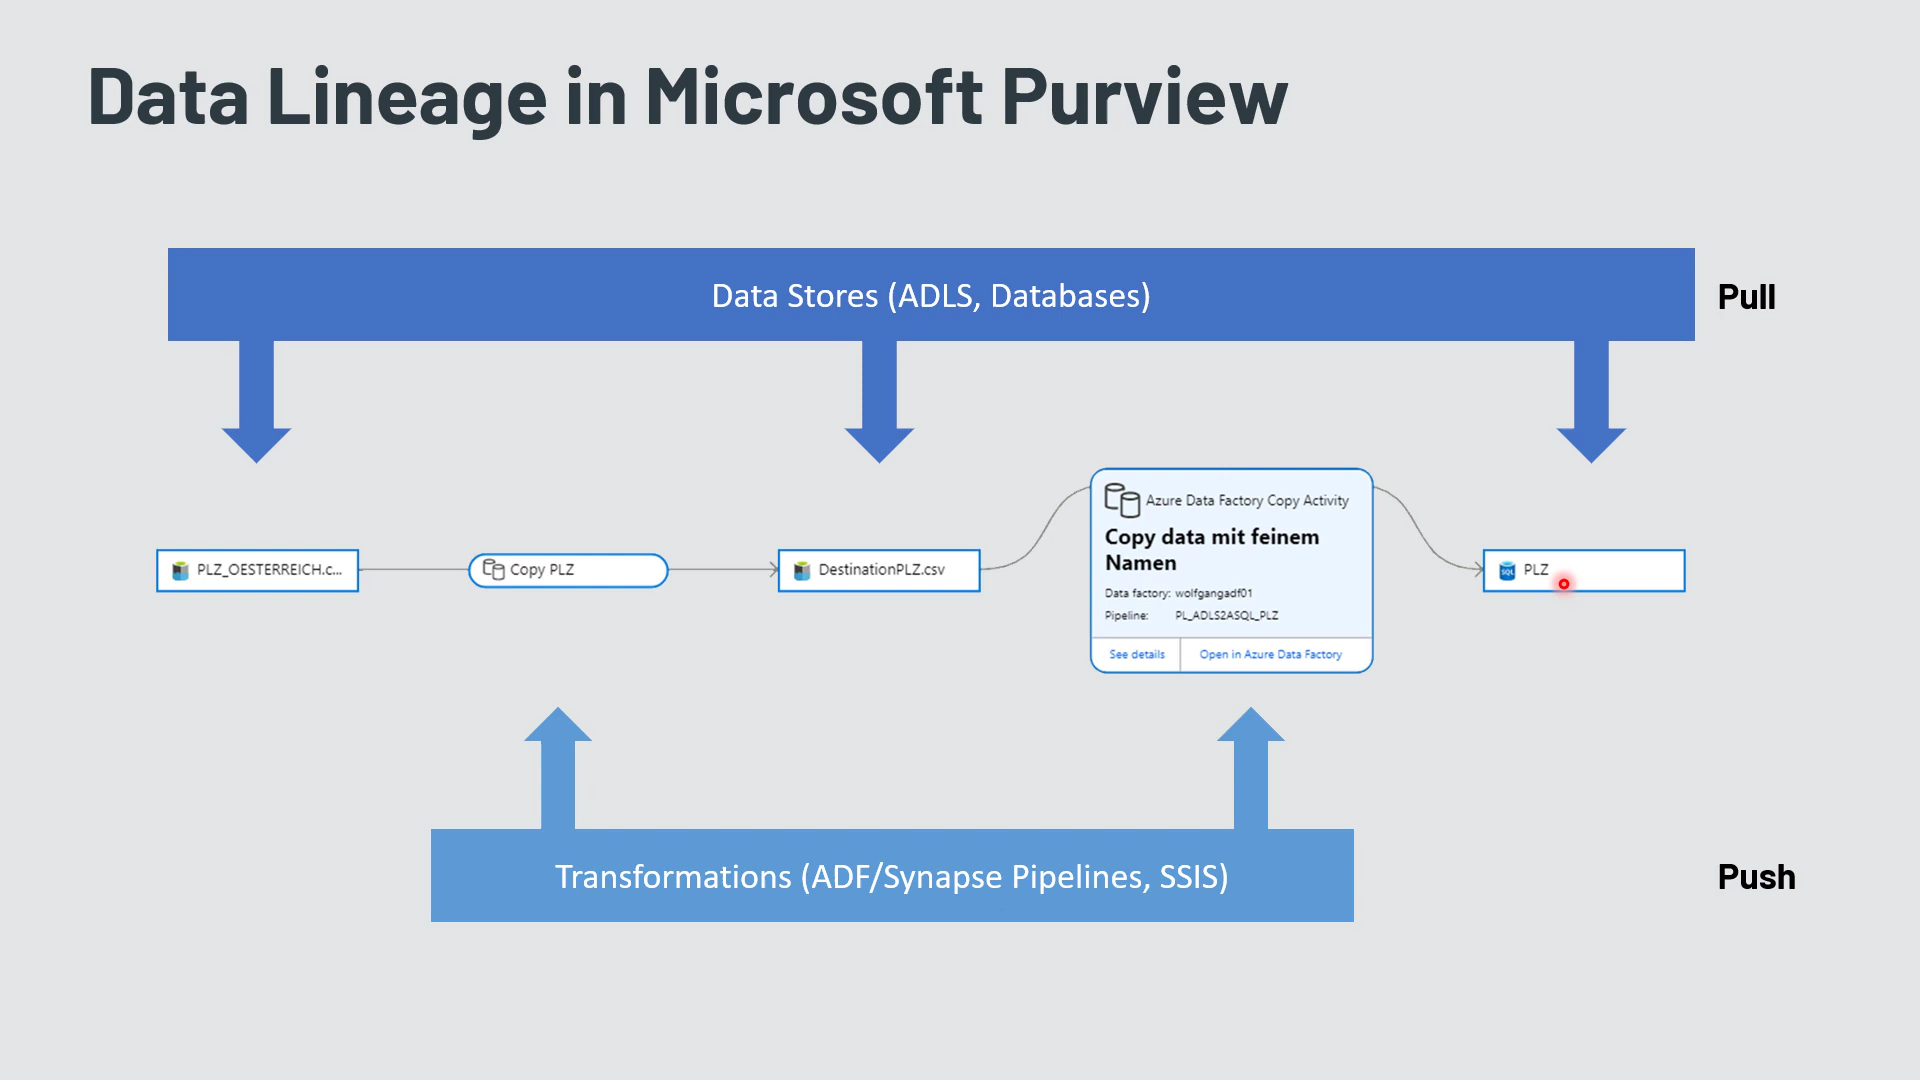 Data Lineage in Microsoft Purview
Data Stores (ADLS, Databases)
Pull
PLZ_OESTERREICH.c...
Copy PLZ
DestinationPLZ.csv
Azure Data Factory Copy Activity
Copy data mit feinem
Namen
Data factory: wolfgangadf01
Pipeline: PL_ADLS2ASQL_PLZ
See details
Open in Azure Data Factory
SQL
PLZ
Transformations (ADF/Synapse Pipelines, SSIS)
Push